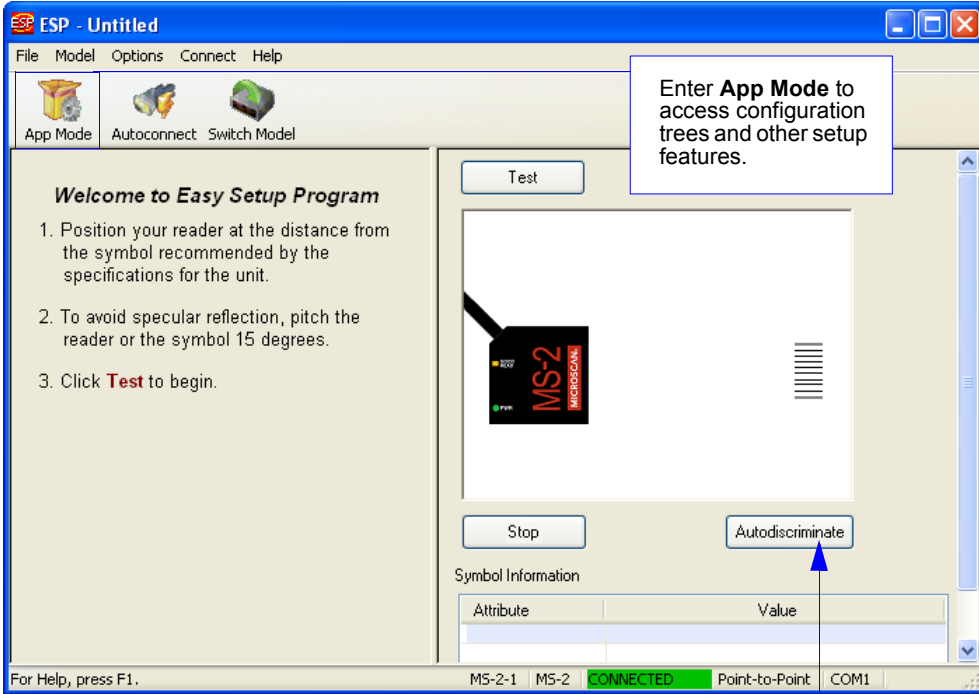 ESP - Untitled
File Model Options Connect Help
App Mode Autoconnect Switch Model
Enter App Mode to
access configuration
trees and other setup
features.
Welcome to Easy Setup Program
1. Position your reader at the distance from
the symbol recommended by the
specifications for the unit.
2. To avoid specular reflection, pitch the
reader or the symbol 15 degrees.
3. Click Test to begin.
Test
MS-2
MICROSCAN.
PWR
Stop
Autodiscriminate
Symbol Information
Attribute Value
For Help, press F1.
MS-2-1 MS-2 CONNECTED Point-to-Point COM1